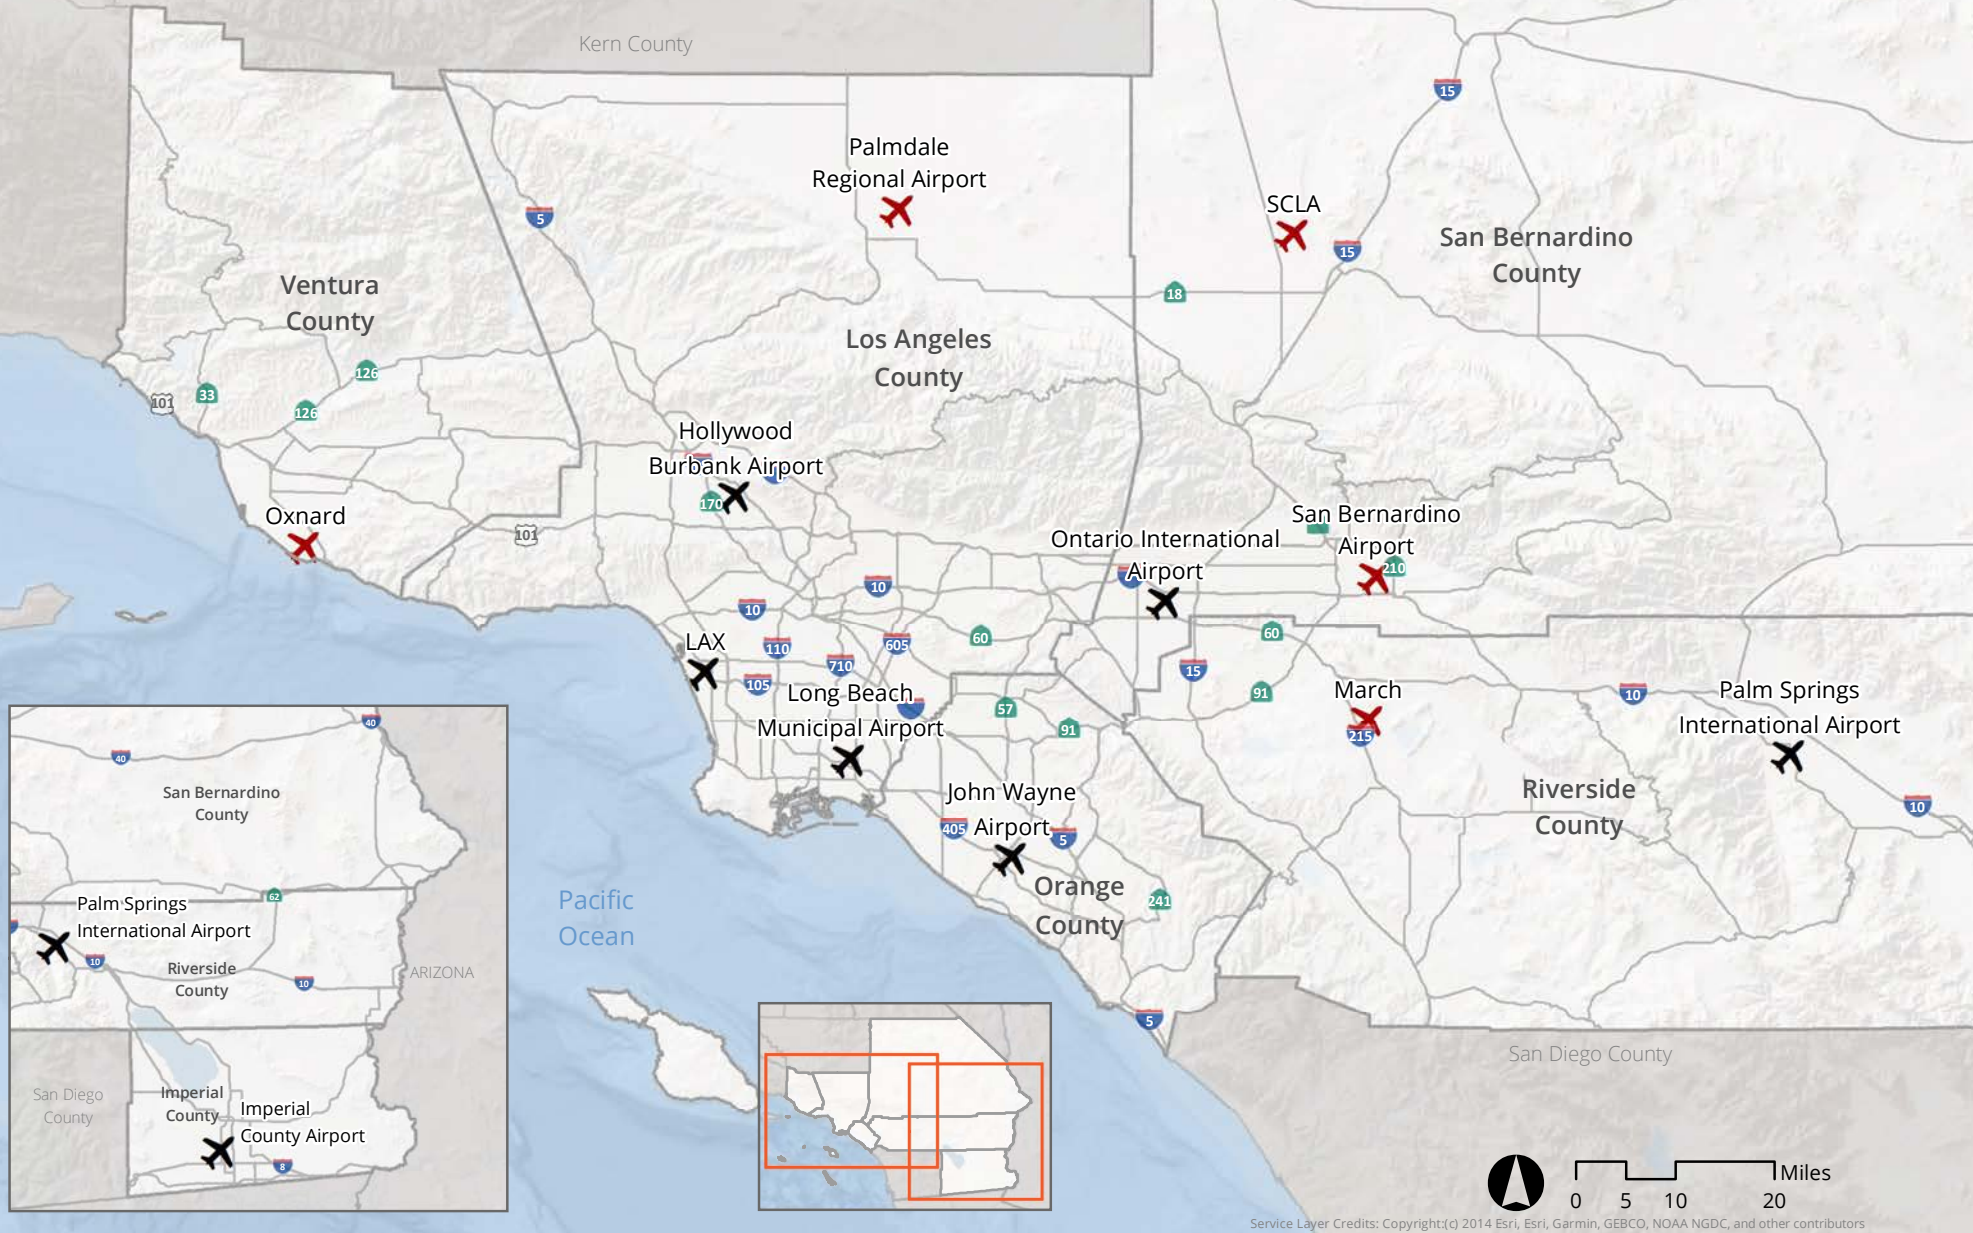 Kern County
15
Palmdale
Regional Airport
5
SCLA
15
San Bernardino
County
Ventura
County
18
Los Angeles
County
126
33
101
126
Hollywood
Burbank Airport
170
Oxnard
101
San Bernardino
Airport
210
Ontario International
Airport
10
10
LAX
110
605
60
60
710
15
105
Long Beach
Municipal Airport
57
91
91
March
215
10
Palm Springs
International Airport
10
Riverside
County
John Wayne
Airport
405
5
Orange
County
241
5
Pacific
Ocean
San Diego County
40
40
San Bernardino
County
62
Palm Springs
International Airport
10
Riverside
County
10
ARIZONA
San Diego
County
Imperial
County
Imperial
County Airport
8
Miles
0 5 10 20
Service Layer Credits: Copyright:(c) 2014 Esri, Esri, Garmin, GEBCO, NOAA NGDC, and other contributors